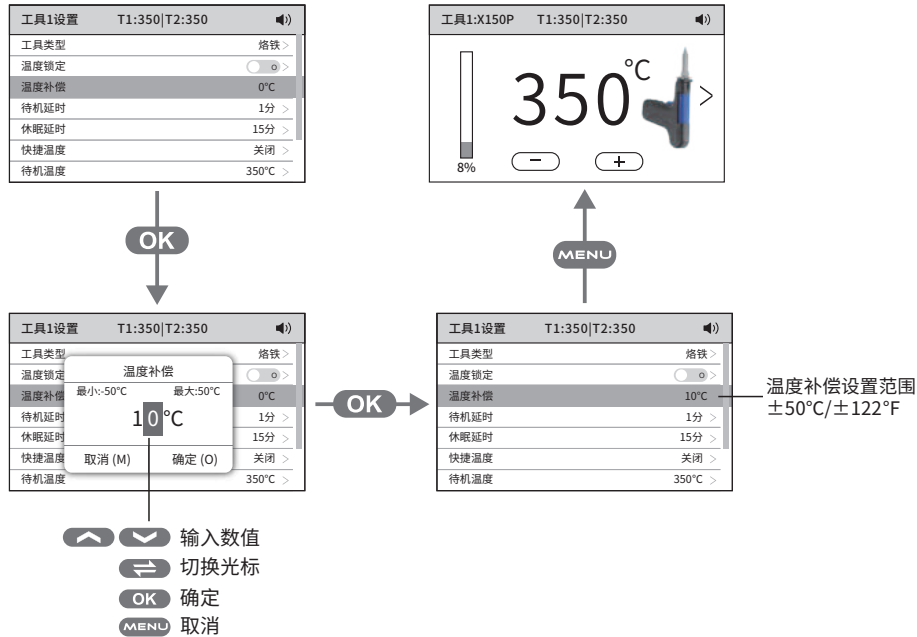 工具1设置 T1:350|T2:350
工具类型 烙铁 >
温度锁定 >
温度补偿 0℃
待机延时 1分 >
休眠延时 15分 >
快捷温度 关闭 >
待机温度 350℃ >
工具1:X150P T1:350|T2:350
350℃ >
8% − +
OK
MENU
工具1设置 T1:350|T2:350
工具类型 烙铁 >
温度锁定 >
温度补偿 0℃
待机延时 1分 >
休眠延时 15分 >
快捷温度 关闭 >
待机温度 350℃ >
温度补偿
最小:-50℃ 最大:50℃
10℃
取消 (M) 确定 (O)
OK
工具1设置 T1:350|T2:350
工具类型 烙铁 >
温度锁定 >
温度补偿 10℃
待机延时 1分 >
休眠延时 15分 >
快捷温度 关闭 >
待机温度 350℃ >
温度补偿设置范围
±50℃/±122℉
输入数值
切换光标
OK 确定
MENU 取消